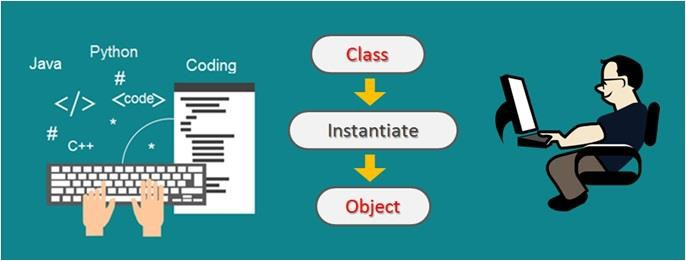 Java
Python
Coding
#
</>
<code>
#
*
C++
*
Class
Instantiate
Object